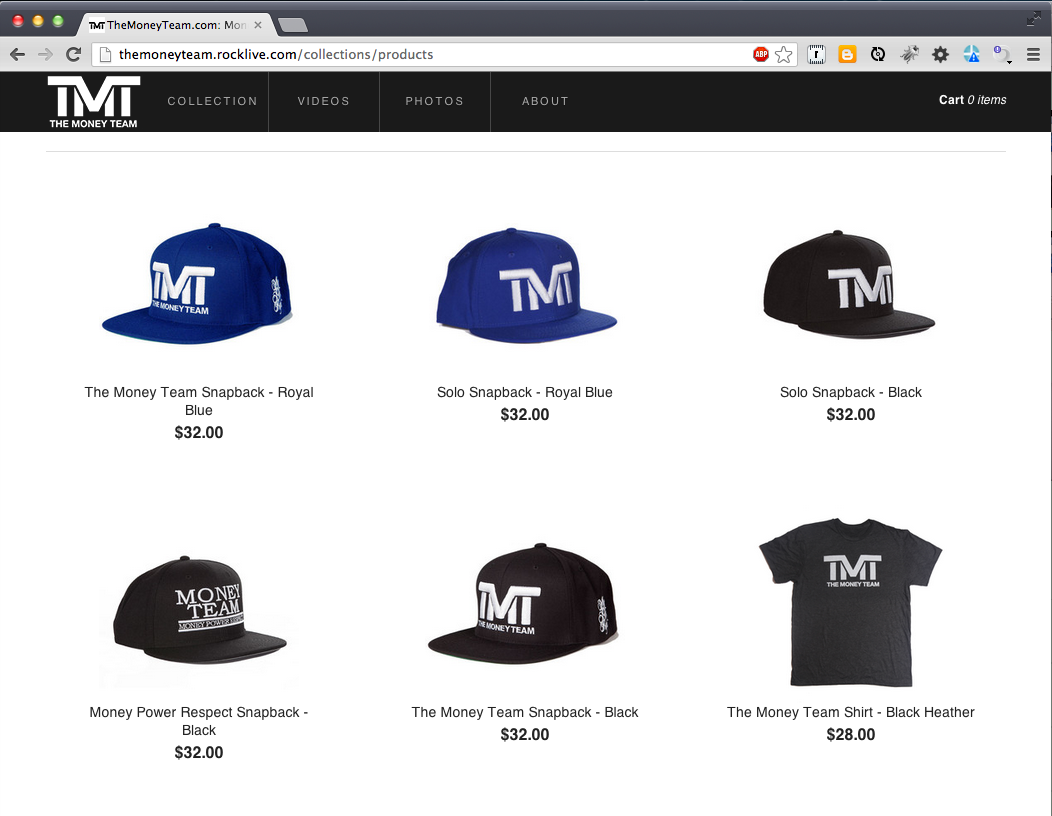 TMT TheMoneyTeam.com: Mon
themoneyteam.rocklive.com/collections/products
ABP
TMT
THE MONEY TEAM
COLLECTION
VIDEOS
PHOTOS
ABOUT
Cart 0 items
TMT
THE MONEY TEAM
TMT
TMT
The Money Team Snapback - Royal
Blue
$32.00
Solo Snapback - Royal Blue
$32.00
Solo Snapback - Black
$32.00
MONEY
TEAM
MONEY POWER
TMT
THE MONEY TEAM
TMT
THE MONEY TEAM
Money Power Respect Snapback -
Black
$32.00
The Money Team Snapback - Black
$32.00
The Money Team Shirt - Black Heather
$28.00